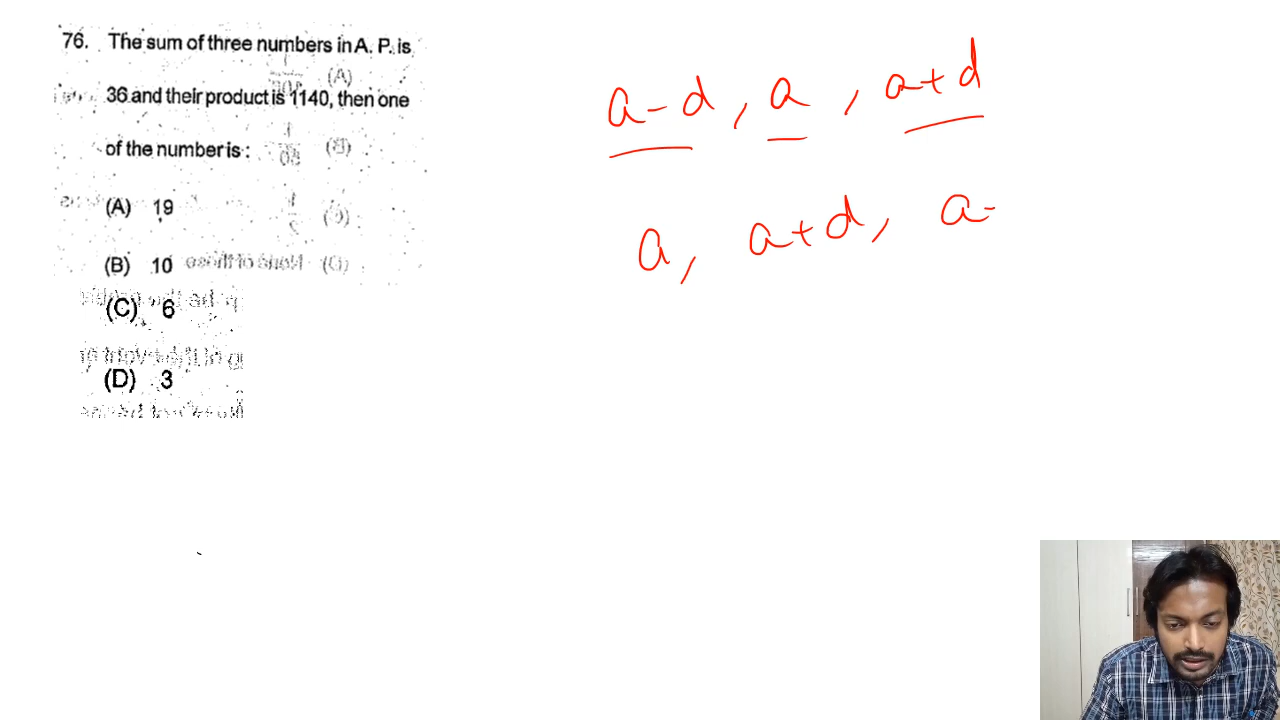 76. The sum of three numbers in A. P. is
36 and their product is 1140, then one
of the number is :
(A) 19
(B) 10
(C) 6
(D) 3
a-d, a, a+d
a, a+d, a-